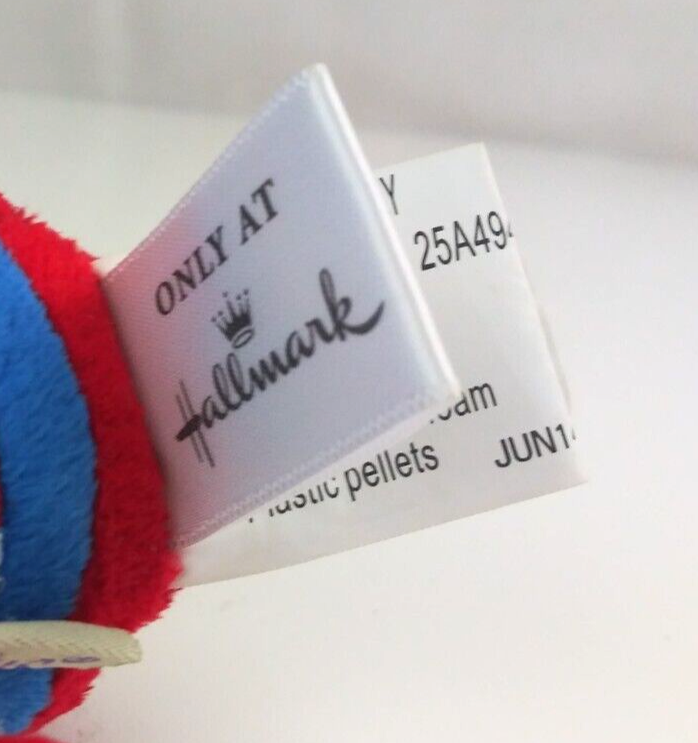 ONLY AT
Hallmark
Y
25A49
Plastic pellets
JUN1